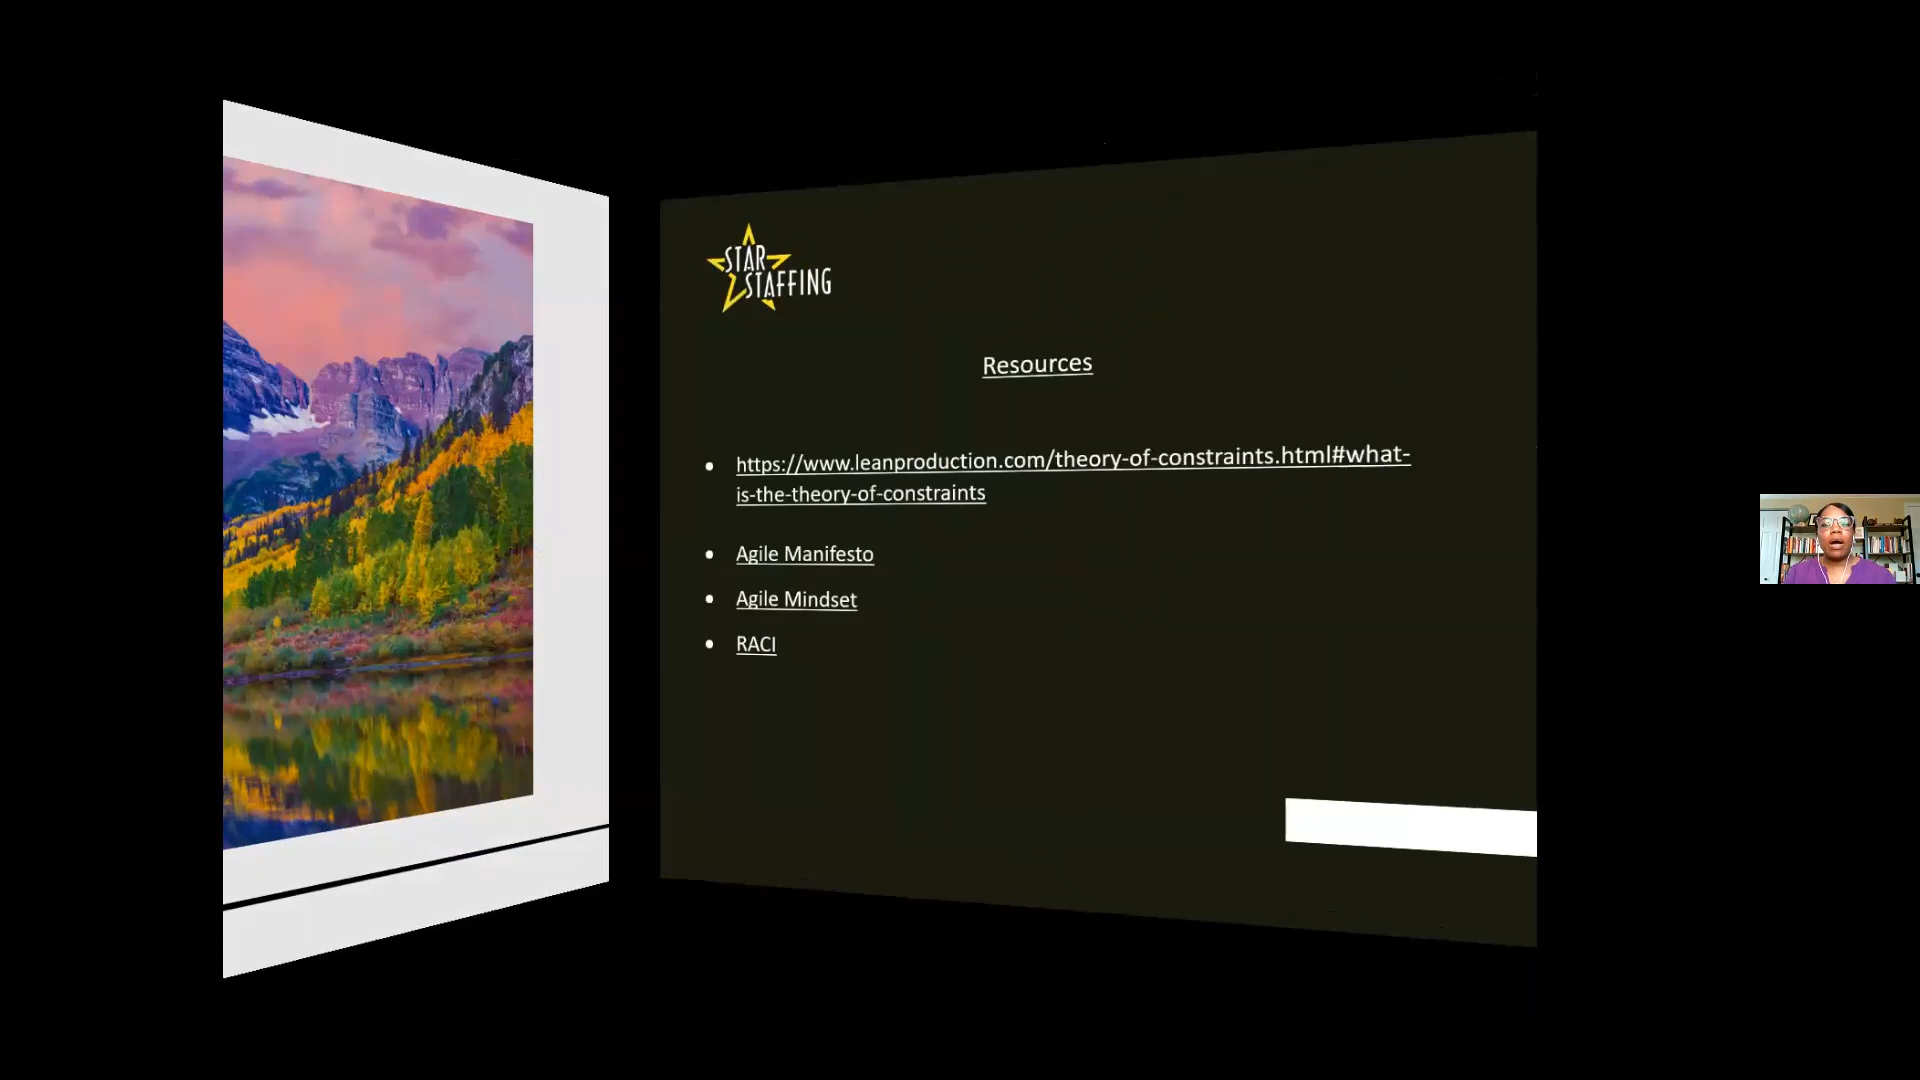 STAR
STAFFING
Resources
• https://www.leanproduction.com/theory-of-constraints.html#what-
is-the-theory-of-constraints
• Agile Manifesto
• Agile Mindset
• RACI